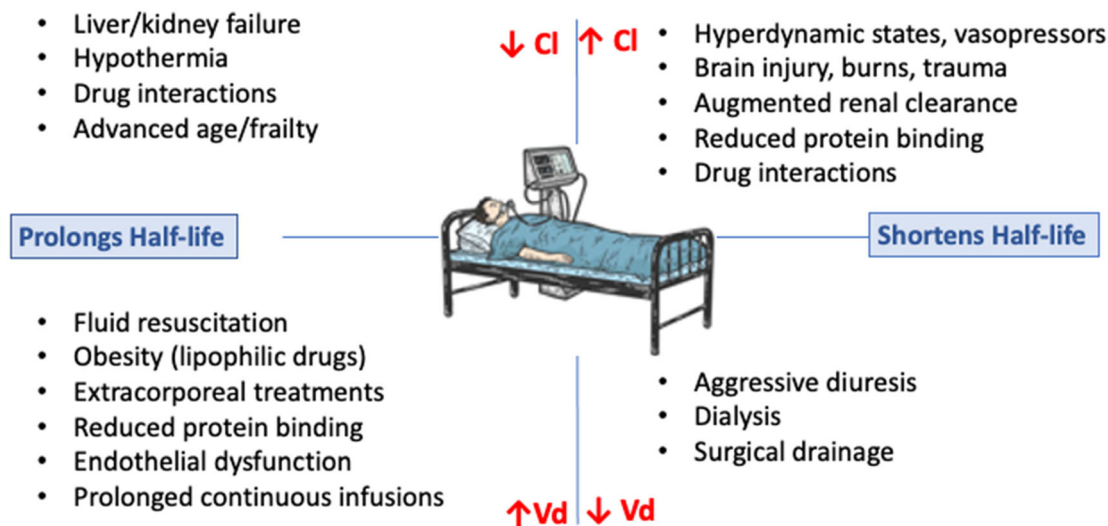 • Liver/kidney failure
• Hypothermia
• Drug interactions
• Advanced age/frailty
↓ Cl ↑ Cl
• Hyperdynamic states, vasopressors
• Brain injury, burns, trauma
• Augmented renal clearance
• Reduced protein binding
• Drug interactions
Prolongs Half-life
Shortens Half-life
• Fluid resuscitation
• Obesity (lipophilic drugs)
• Extracorporeal treatments
• Reduced protein binding
• Endothelial dysfunction
• Prolonged continuous infusions
• Aggressive diuresis
• Dialysis
• Surgical drainage
↑Vd ↓ Vd